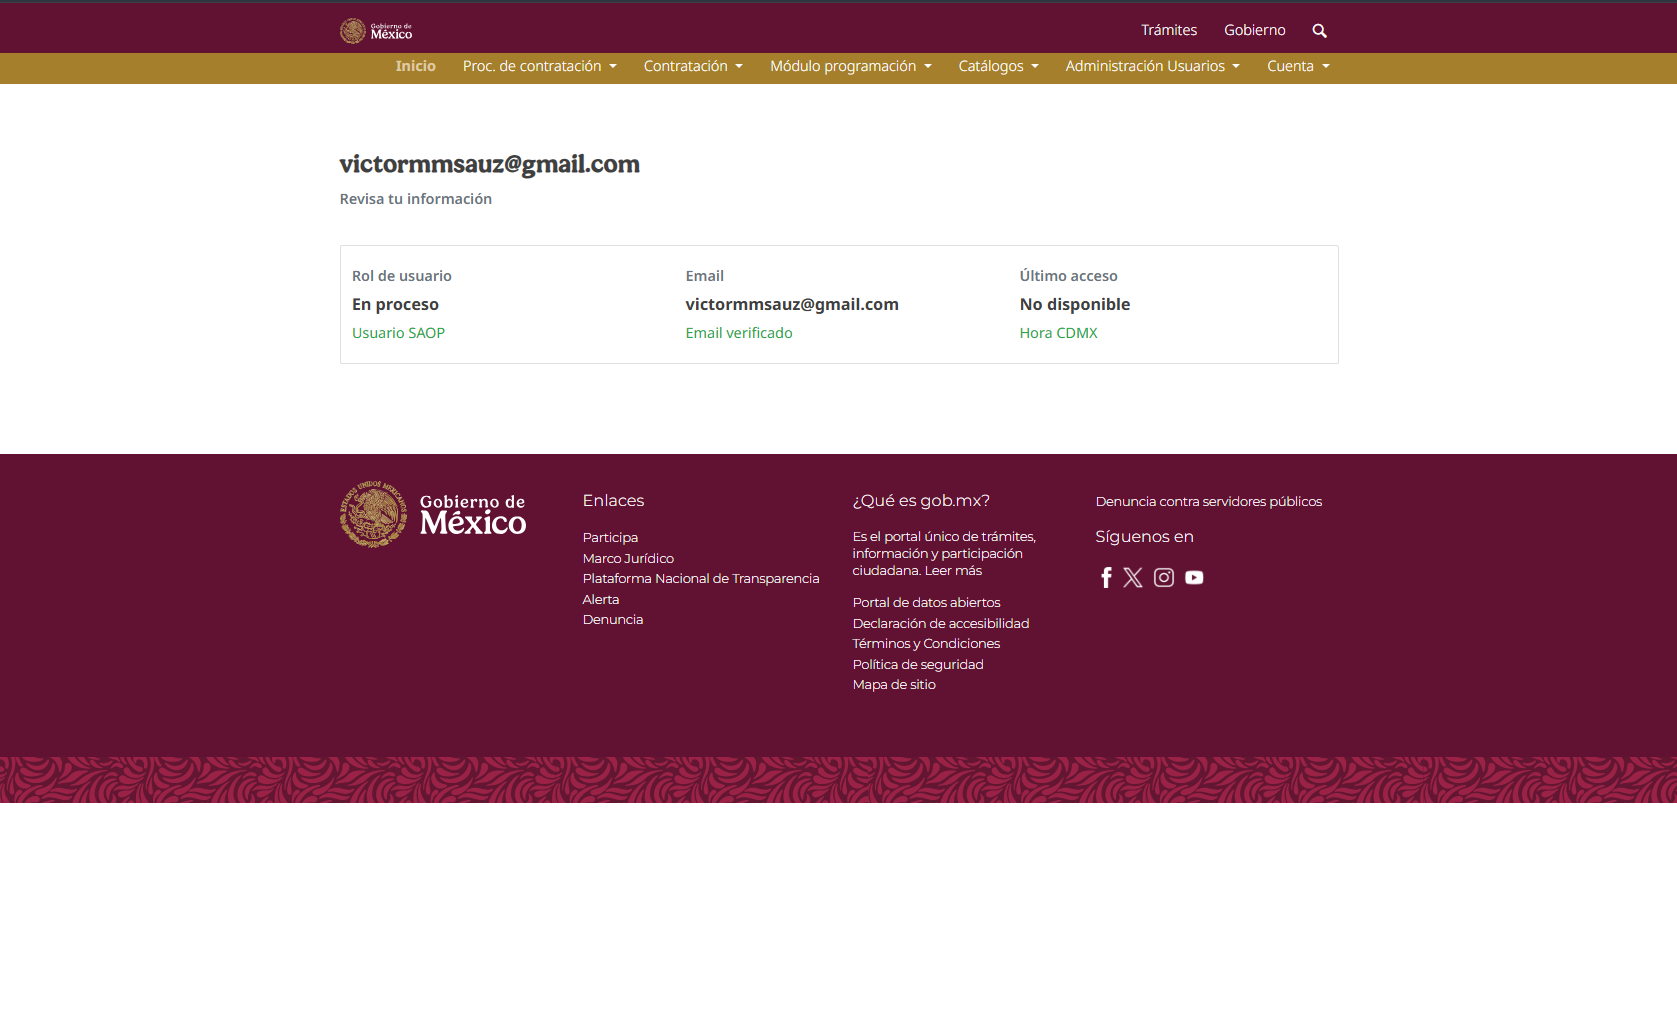 Gobierno de
México
Trámites Gobierno
Inicio Proc. de contratación Contratación Módulo programación Catálogos Administración Usuarios Cuenta
victormmsauz@gmail.com
Revisa tu información
Rol de usuario
En proceso
Usuario SAOP
Email
victormmsauz@gmail.com
Email verificado
Último acceso
No disponible
Hora CDMX
ESTADOS UNIDOS MEXICANOS
Gobierno de
México
Enlaces
Participa
Marco Jurídico
Plataforma Nacional de Transparencia
Alerta
Denuncia
¿Qué es gob.mx?
Es el portal único de trámites,
información y participación
ciudadana. Leer más
Portal de datos abiertos
Declaración de accesibilidad
Términos y Condiciones
Política de seguridad
Mapa de sitio
Denuncia contra servidores públicos
Síguenos en